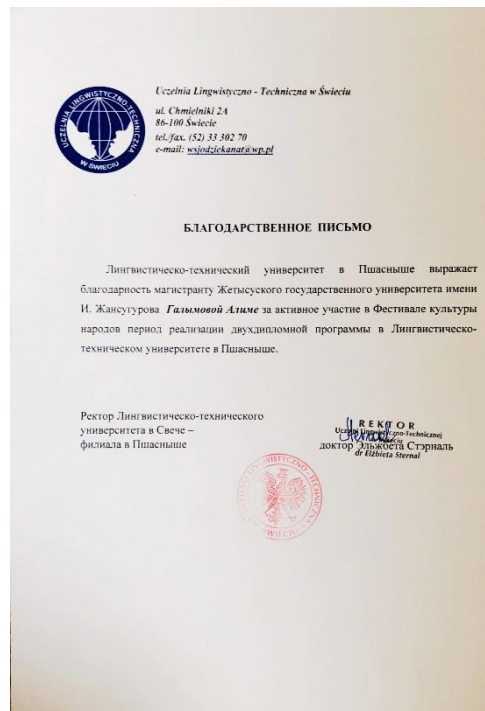 UCZELNIA LINGWISTYCZNO-TECHNICZNA
W ŚWIECIU
Uczelnia Lingwistyczno - Techniczna w Świeciu
ul. Chmielniki 2A
86-100 Świecie
tel./fax. (52) 33 302 70
e-mail: wsjodziekanat@wp.pl
БЛАГОДАРСТВЕННОЕ ПИСЬМО
Лингвистическо-технический университет в Пшасныше выражает
благодарность магистранту Жетысуского государственного университета имени
И. Жансугурова Галымовой Алиме за активное участие в Фестивале культуры
народов период реализации двухдипломной программы в Лингвистическо-
техническом университете в Пшасныше.
Ректор Лингвистическо-технического
университета в Свече –
филиала в Пшасныше
REKTOR
Uczelni Lingwistyczno-Technicznej
w Świeciu
доктор Эльжбета Стэрналь
dr Elżbieta Sternal